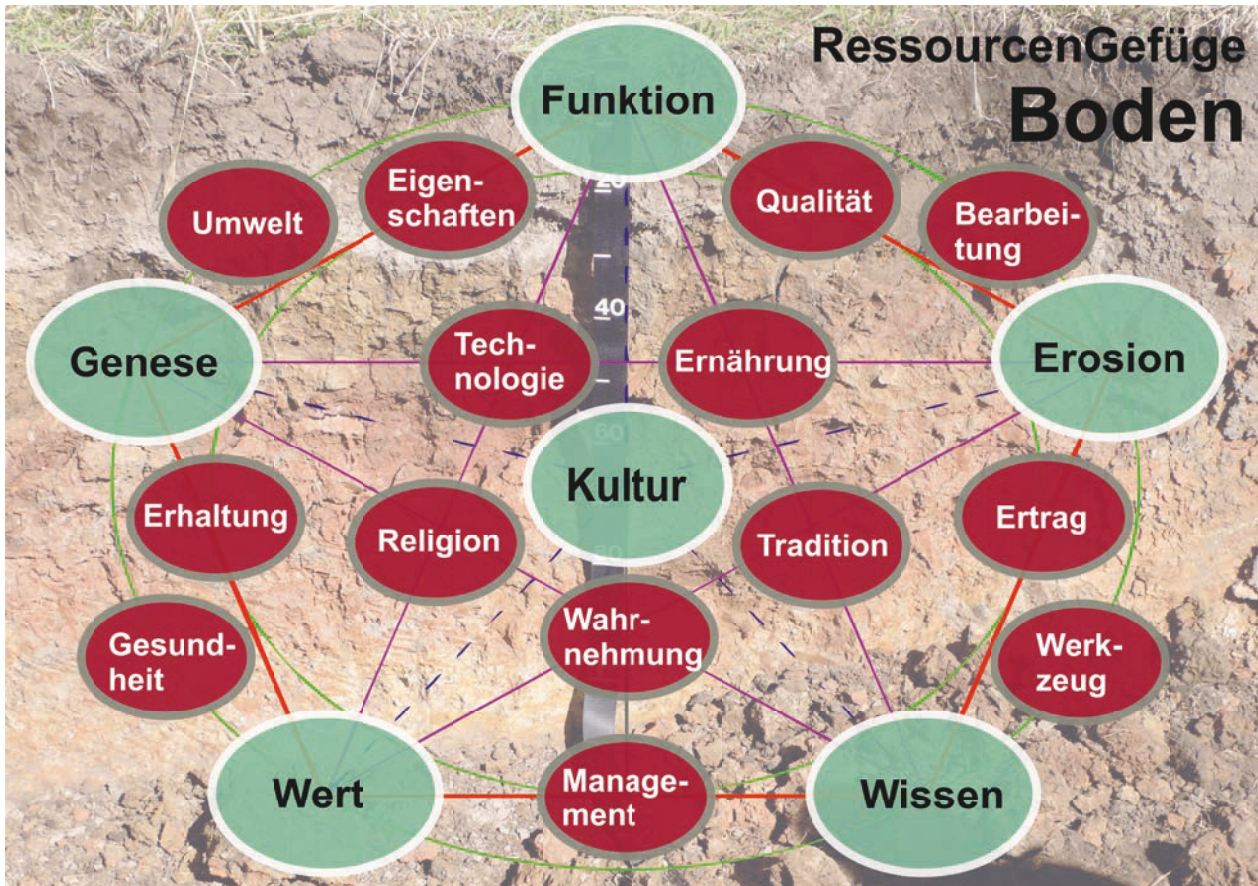 RessourcenGefüge
Boden
Funktion
Eigen-
schaften
Qualität
Umwelt
Bearbei-
tung
20
40
Genese
Tech-
nologie
Ernährung
Erosion
60
Kultur
Erhaltung
Religion
Tradition
Ertrag
80
Wahr-
nehmung
Gesund-
heit
Werk-
zeug
Wert
Manage-
ment
Wissen